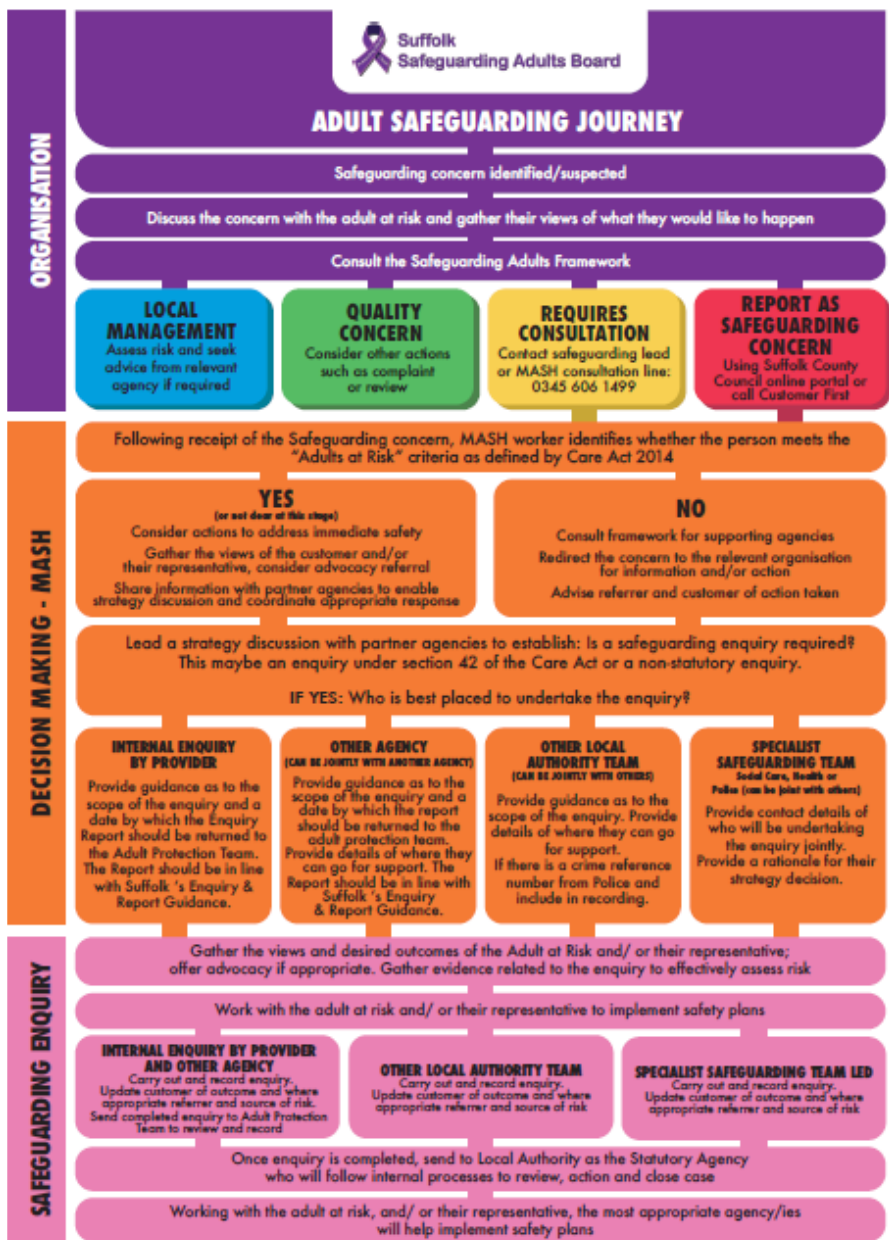 Suffolk
Safeguarding Adults Board
ADULT SAFEGUARDING JOURNEY
ORGANISATION
Safeguarding concern identified/suspected
Discuss the concern with the adult at risk and gather their views of what they would like to happen
Consult the Safeguarding Adults Framework
LOCAL
MANAGEMENT
Assess risk and seek
advice from relevant
agency if required
QUALITY
CONCERN
Consider other actions
such as complaint
or review
REQUIRES
CONSULTATION
Contact safeguarding lead
or MASH consultation line:
0345 606 1499
REPORT AS
SAFEGUARDING
CONCERN
Using Suffolk County
Council online portal or
call Customer First
DECISION MAKING - MASH
Following receipt of the Safeguarding concern, MASH worker identifies whether the person meets the
“Adults at Risk” criteria as defined by Care Act 2014
YES
(or not clear at this stage)
Consider actions to address immediate safety
Gather the views of the customer and/or
their representative, consider advocacy referral
Share information with partner agencies to enable
strategy discussion and coordinate appropriate response
NO
Consult framework for supporting agencies
Redirect the concern to the relevant organisation
for information and/or action
Advise referrer and customer of action taken
Lead a strategy discussion with partner agencies to establish: Is a safeguarding enquiry required?
This maybe an enquiry under section 42 of the Care Act or a non-statutory enquiry.
IF YES: Who is best placed to undertake the enquiry?
INTERNAL ENQUIRY
BY PROVIDER
Provide guidance as to the
scope of the enquiry and a
date by which the Enquiry
Report should be returned to
the Adult Protection Team.
The Report should be in line
with Suffolk 's Enquiry &
Report Guidance.
OTHER AGENCY
(CAN BE JOINTLY WITH ANOTHER AGENCY)
Provide guidance as to the
scope of the enquiry and a
date by which the report
should be returned to the
adult protection team.
Provide details of where they
can go for support. The
Report should be in line with
Suffolk 's Enquiry
& Report Guidance.
OTHER LOCAL
AUTHORITY TEAM
(CAN BE JOINTLY WITH OTHERS)
Provide guidance as to the
scope of the enquiry. Provide
details of where they can go
for support.
If there is a crime reference
number from Police and
include in recording.
SPECIALIST
SAFEGUARDING TEAM
Social Care, Health or
Police (can be joint with others)
Provide contact details of
who will be undertaking
the enquiry jointly.
Provide a rationale for their
strategy decision.
SAFEGUARDING ENQUIRY
Gather the views and desired outcomes of the Adult at Risk and/ or their representative;
offer advocacy if appropriate. Gather evidence related to the enquiry to effectively assess risk
Work with the adult at risk and/ or their representative to implement safety plans
INTERNAL ENQUIRY BY PROVIDER
AND OTHER AGENCY
Carry out and record enquiry.
Update customer of outcome and where
appropriate referrer and source of risk.
Send completed enquiry to Adult Protection
Team to review and record
OTHER LOCAL AUTHORITY TEAM
Carry out and record enquiry.
Update customer of outcome and where
appropriate referrer and source of risk
SPECIALIST SAFEGUARDING TEAM LED
Carry out and record enquiry.
Update customer of outcome and where
appropriate referrer and source of risk
Once enquiry is completed, send to Local Authority as the Statutory Agency
who will follow internal processes to review, action and close case
Working with the adult at risk, and/ or their representative, the most appropriate agency/ies
will help implement safety plans